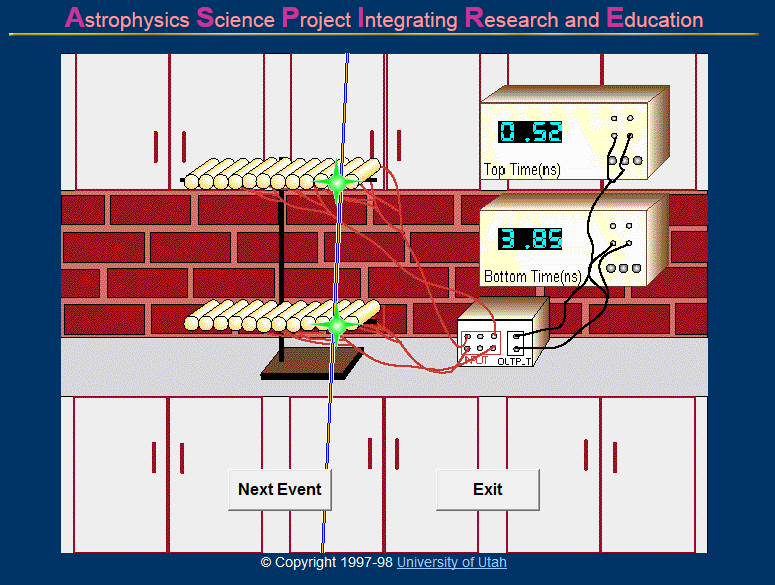 Astrophysics Science Project Integrating Research and Education
0.52
Top Time(ns)
3.85
Bottom Time(ns)
INPUT
OUTPUT
Next Event
Exit
© Copyright 1997-98 University of Utah